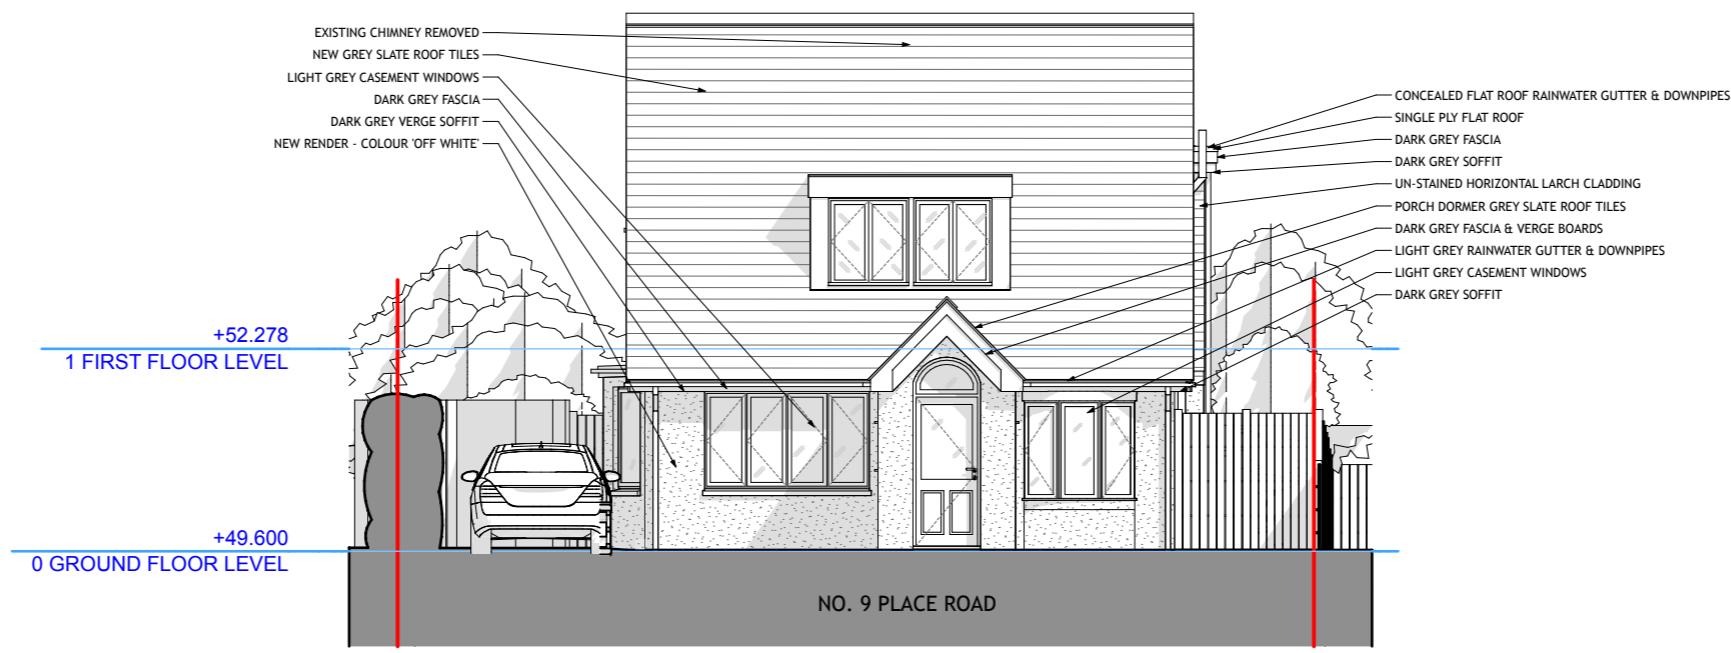 EXISTING CHIMNEY REMOVED
NEW GREY SLATE ROOF TILES
LIGHT GREY CASEMENT WINDOWS
DARK GREY FASCIA
DARK GREY VERGE SOFFIT
NEW RENDER - COLOUR 'OFF WHITE'
CONCEALED FLAT ROOF RAINWATER GUTTER & DOWNPIPES
SINGLE PLY FLAT ROOF
DARK GREY FASCIA
DARK GREY SOFFIT
UN-STAINED HORIZONTAL LARCH CLADDING
PORCH DORMER GREY SLATE ROOF TILES
DARK GREY FASCIA & VERGE BOARDS
LIGHT GREY RAINWATER GUTTER & DOWNPIPES
LIGHT GREY CASEMENT WINDOWS
DARK GREY SOFFIT
+52.278
1 FIRST FLOOR LEVEL
+49.600
0 GROUND FLOOR LEVEL
NO. 9 PLACE ROAD